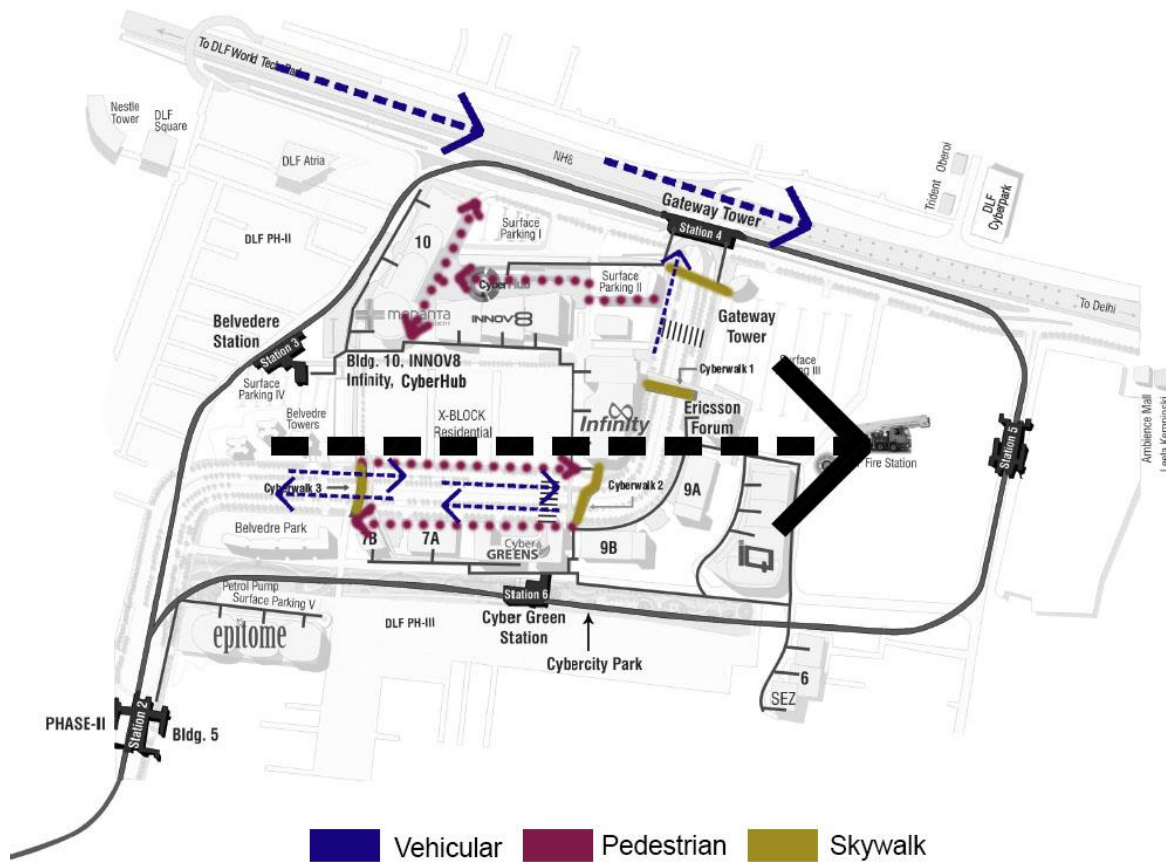 To DLF World Tech Park
Nestle
Tower
DLF
Square
DLF Atria
NH8
Trident
Oberoi
DLF
Cyberpark
DLF PH-II
10
Surface
Parking I
Gateway Tower
Station 4
To Delhi
CyberHub
Surface
Parking II
Gateway
Tower
medanta
INNOV8
Belvedere
Station
Station 3
Bldg. 10, INNOV8
Infinity, CyberHub
Cyberwalk 1
Surface
Parking III
Surface
Parking IV
Belvedre
Towers
X-BLOCK
Residential
Infinity
Ericsson
Forum
Fire Station
Station 5
Ambience Mall
Leela Kempinski
Cyberwalk 3
Cyberwalk 2
9A
Belvedre Park
7B
7A
Cyber
GREENS
9B
IQ
Petrol Pump
Surface Parking V
epitome
DLF PH-III
Station 6
Cyber Green
Station
Cybercity Park
6
SEZ
PHASE-II
Station 2
Bldg. 5
Vehicular
Pedestrian
Skywalk